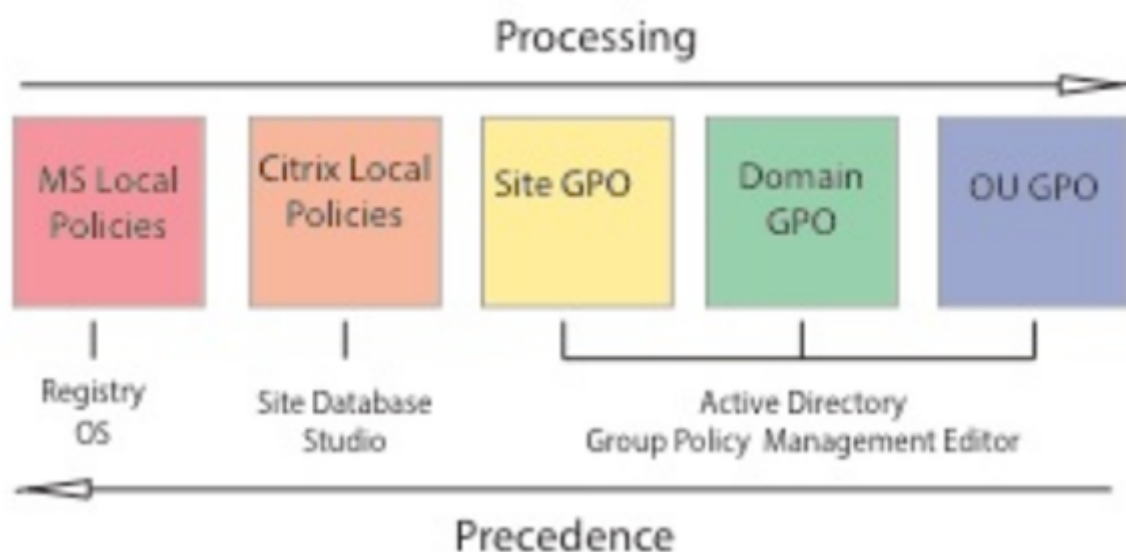 Processing
MS Local
Policies
Citrix Local
Policies
Site GPO
Domain
GPO
OU GPO
Registry
OS
Site Database
Studio
Active Directory
Group Policy Management Editor
Precedence